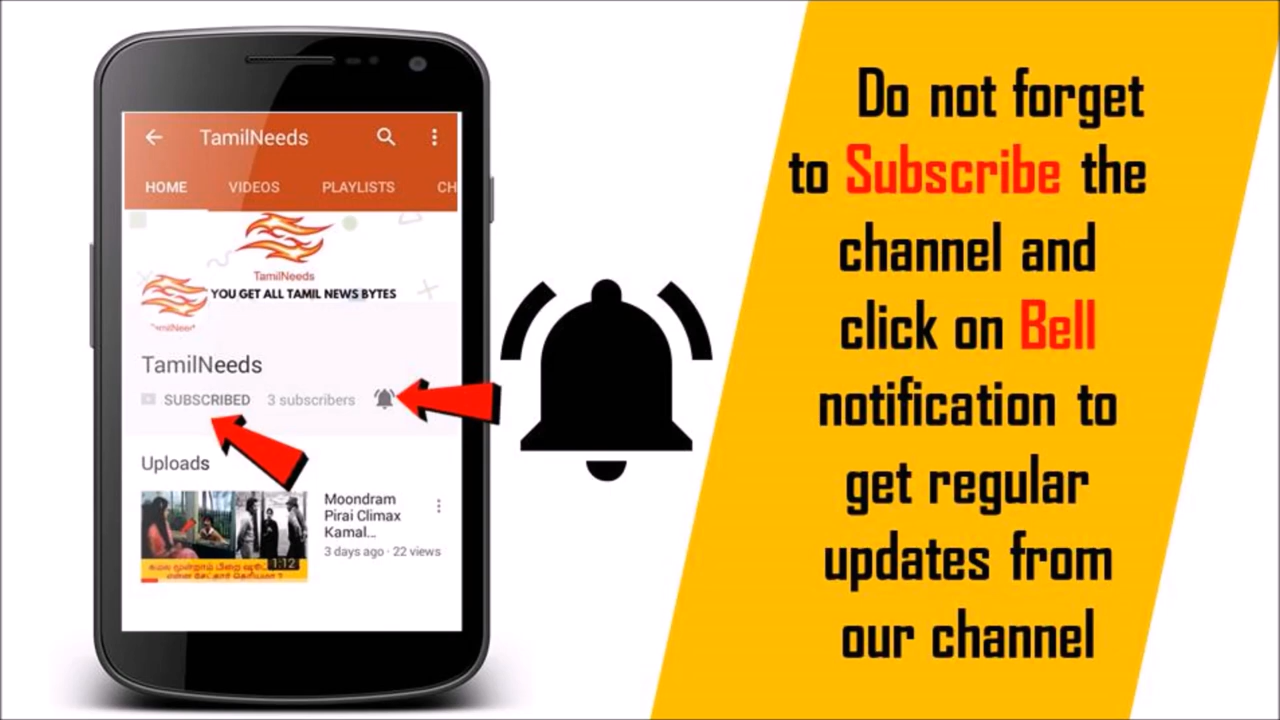 TamilNeeds
HOME VIDEOS PLAYLISTS CH
TamilNeeds
YOU GET ALL TAMIL NEWS BYTES
TamilNeeds
SUBSCRIBED 3 subscribers
Uploads
Moondram
Pirai Climax
Kamal...
3 days ago · 22 views
1:12
Do not forget
to Subscribe the
channel and
click on Bell
notification to
get regular
updates from
our channel